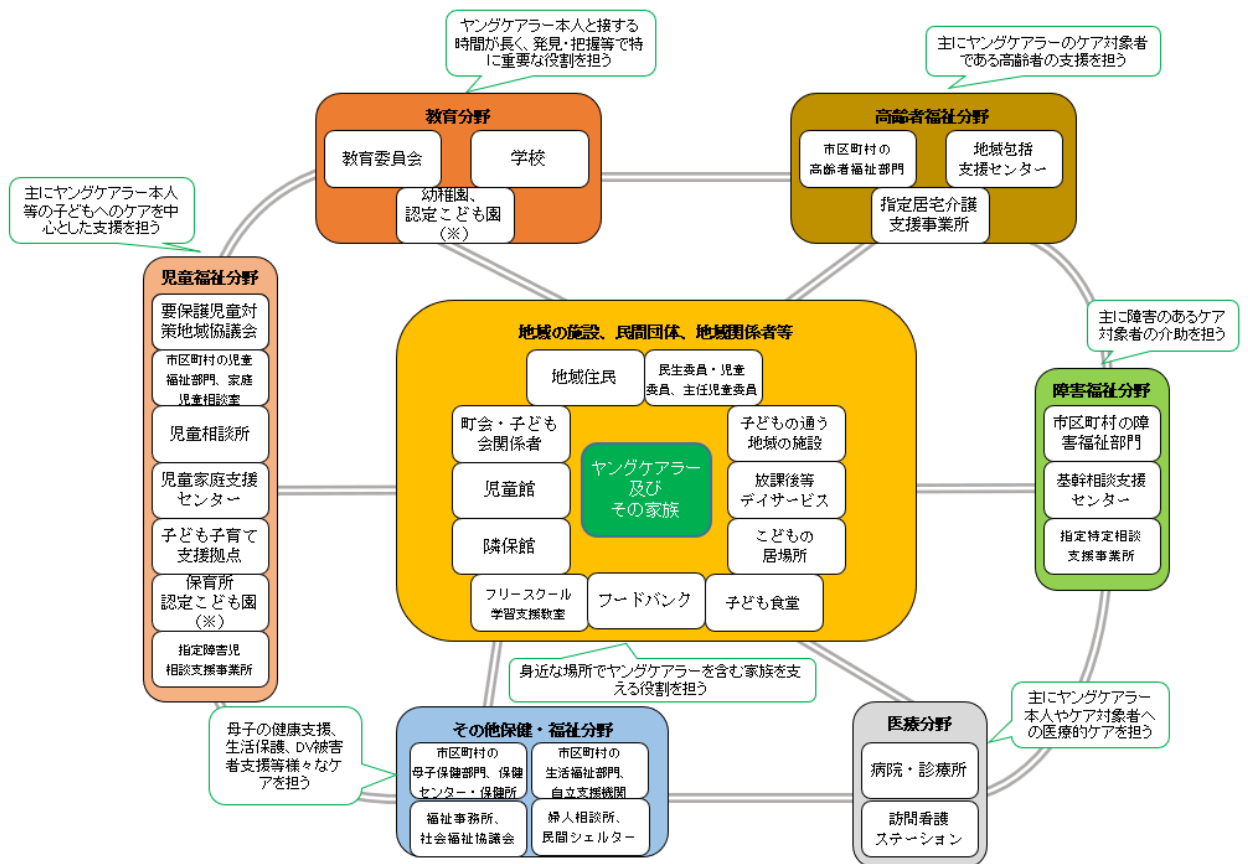 ヤングケアラー本人と接する
時間が長く、発見・把握等で特
に重要な役割を担う
主にヤングケアラーのケア対象者
である高齢者の支援を担う
教育分野
教育委員会
学校
幼稚園、
認定こども園
(※)
高齢者福祉分野
市区町村の
高齢者福祉部門
地域包括
支援センター
指定居宅介護
支援事業所
主にヤングケアラー本人
等の子どもへのケアを中
心とした支援を担う
児童福祉分野
要保護児童対
策地域協議会
市区町村の児童
福祉部門、家庭
児童相談室
児童相談所
児童家庭支援
センター
子ども子育て
支援拠点
保育所
認定こども園
(※)
指定障害児
相談支援事業所
地域の施設、民間団体、地域関係者等
地域住民
民生委員・児童
委員、主任児童委員
町会・子ども
会関係者
子どもの通う
地域の施設
ヤングケアラー
及び
その家族
児童館
放課後等
デイサービス
隣保館
こどもの
居場所
フリースクール
学習支援教室
フードバンク
子ども食堂
主に障害のあるケア
対象者の介助を担う
障害福祉分野
市区町村の障
害福祉部門
基幹相談支援
センター
指定特定相談
支援事業所
身近な場所でヤングケアラーを含む家族を支
える役割を担う
母子の健康支援、
生活保護、DV被害
者支援等様々なケ
アを担う
その他保健・福祉分野
市区町村の
母子保健部門、保健
センター・保健所
市区町村の
生活福祉部門、
自立支援機関
福祉事務所、
社会福祉協議会
婦人相談所、
民間シェルター
主にヤングケアラー
本人やケア対象者へ
の医療的ケアを担う
医療分野
病院・診療所
訪問看護
ステーション